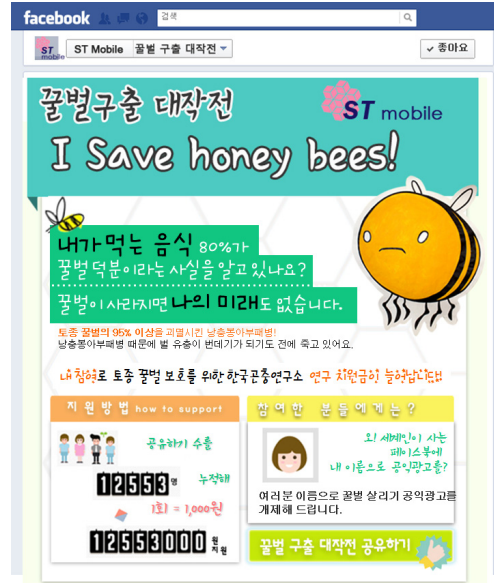 facebook 검색
ST mobile ST Mobile 꿀벌 구출 대작전 좋아요
꿀벌구출 대작전
ST mobile
I Save honey bees!
내가 먹는 음식 80%가
꿀벌 덕분이라는 사실을 알고 있나요?
꿀벌이 사라지면 나의 미래도 없습니다.
토종 꿀벌의 95% 이상을 괴멸시킨 낭충봉아부패병!
낭충봉아부패병 때문에 벌 유충이 번데기가 되기도 전에 죽고 있어요.
내 참여로 토종 꿀벌 보호를 위한 한국곤충연구소 연구 지원금이 늘어납니다!
지원방법 how to support
공유하기 수를
12553 명 누적해
1회 = 1,000원
12553000 원 지원
참여한 분들에게는?
오! 세계인이 사는
페이스북에
내 이름으로 공익광고를?
여러분 이름으로 꿀벌 살리기 공익광고를
개제해 드립니다.
꿀벌 구출 대작전 공유하기